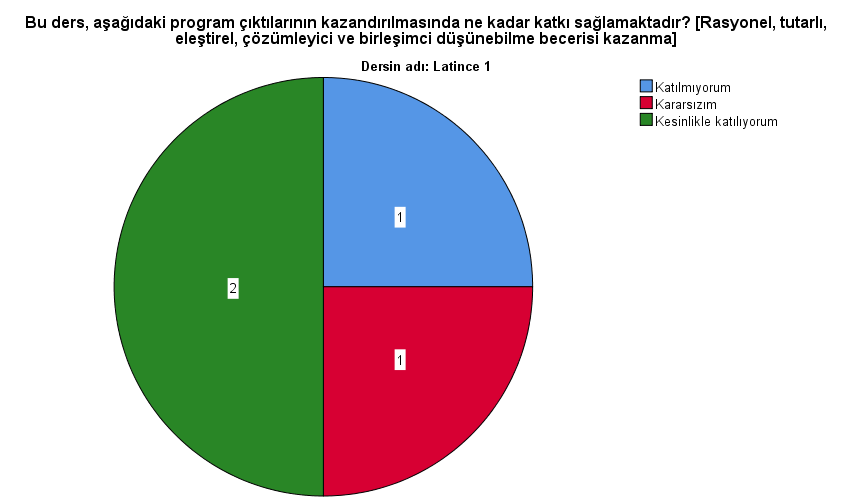 Bu ders, aşağıdaki program çıktılarının kazandırılmasında ne kadar katkı sağlamaktadır? [Rasyonel, tutarlı,
eleştirel, çözümleyici ve birleşimci düşünebilme becerisi kazanma]
Dersin adı: Latince 1
Katılmıyorum
Kararsızım
Kesinlikle katılıyorum
1
2
1